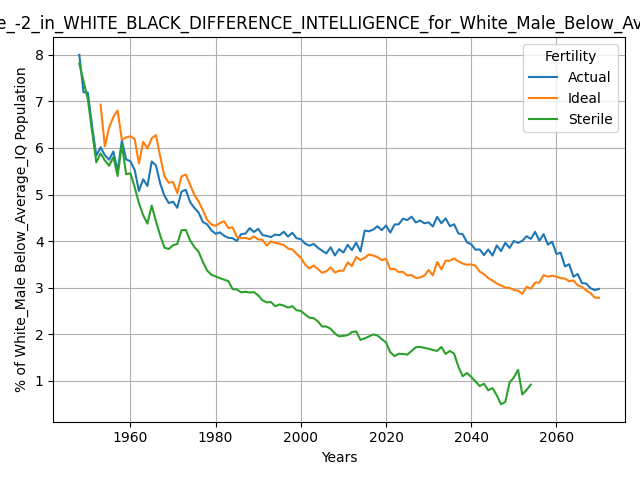 e_-2_in_WHITE_BLACK_DIFFERENCE_INTELLIGENCE_for_White_Male_Below_Av
% of White_Male Below_Average_IQ Population
8
7
6
5
4
3
2
1
Fertility
Actual
Ideal
Sterile
1960
1980
2000
2020
2040
2060
Years